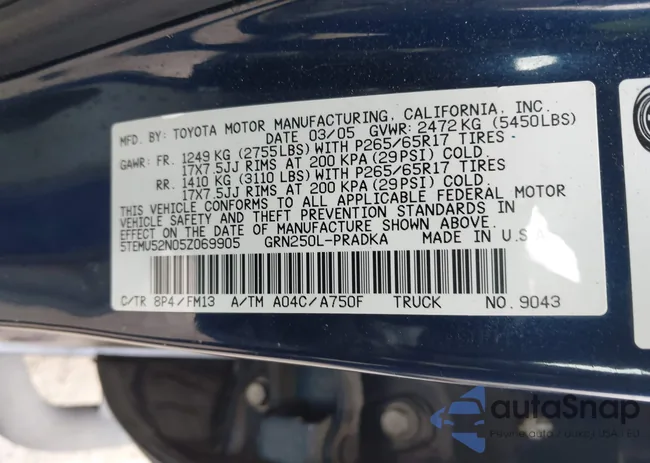 MFD. BY: TOYOTA MOTOR MANUFACTURING, CALIFORNIA, INC.
DATE 03/05 GVWR: 2472 KG (5450LBS)
GAWR: FR. 1249 KG (2755LBS) WITH P265/65R17 TIRES
17X7.5JJ RIMS AT 200 KPA (29 PSI) COLD.
RR. 1410 KG (3110 LBS) WITH P265/65R17 TIRES
17X7.5JJ RIMS AT 200 KPA (29 PSI) COLD.
THIS VEHICLE CONFORMS TO ALL APPLICABLE FEDERAL MOTOR
VEHICLE SAFETY AND THEFT PREVENTION STANDARDS IN
EFFECT ON THE DATE OF MANUFACTURE SHOWN ABOVE.
5TEMU52N05Z069905 GRN250L-PRADKA MADE IN U.S.A
C/TR 8P4/FM13 A/TM A04C/A750F TRUCK NO. 9043
autoSnap